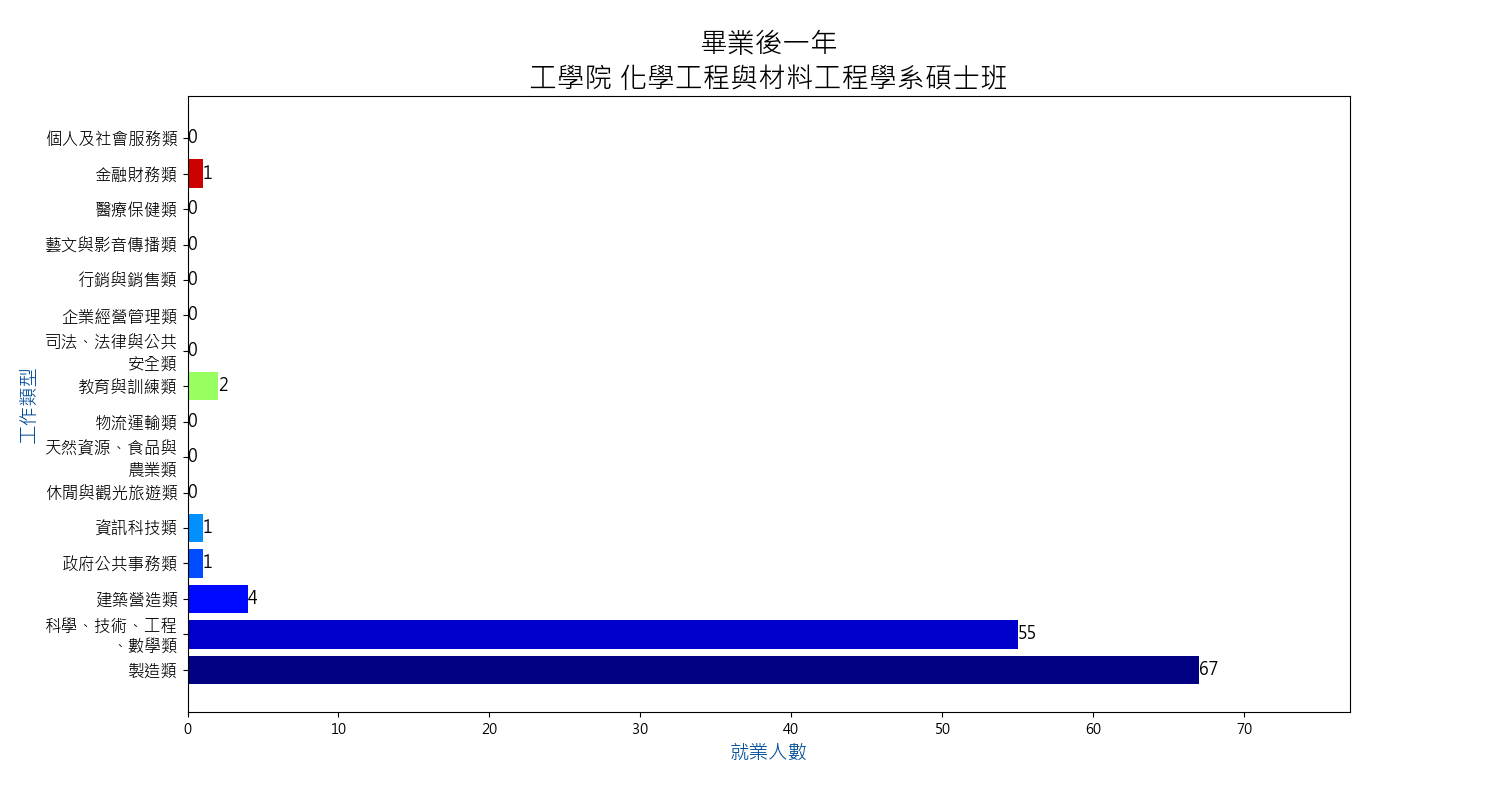 畢業後一年
工學院 化學工程與材料工程學系碩士班
個人及社會服務類 0
金融財務類 1
醫療保健類 0
藝文與影音傳播類 0
行銷與銷售類 0
企業經營管理類 0
司法、法律與公共
安全類 0
教育與訓練類 2
物流運輸類 0
天然資源、食品與
農業類 0
休閒與觀光旅遊類 0
資訊科技類 1
政府公共事務類 1
建築營造類 4
科學、技術、工程
、數學類 55
製造類 67
0 10 20 30 40 50 60 70
就業人數
工作類型